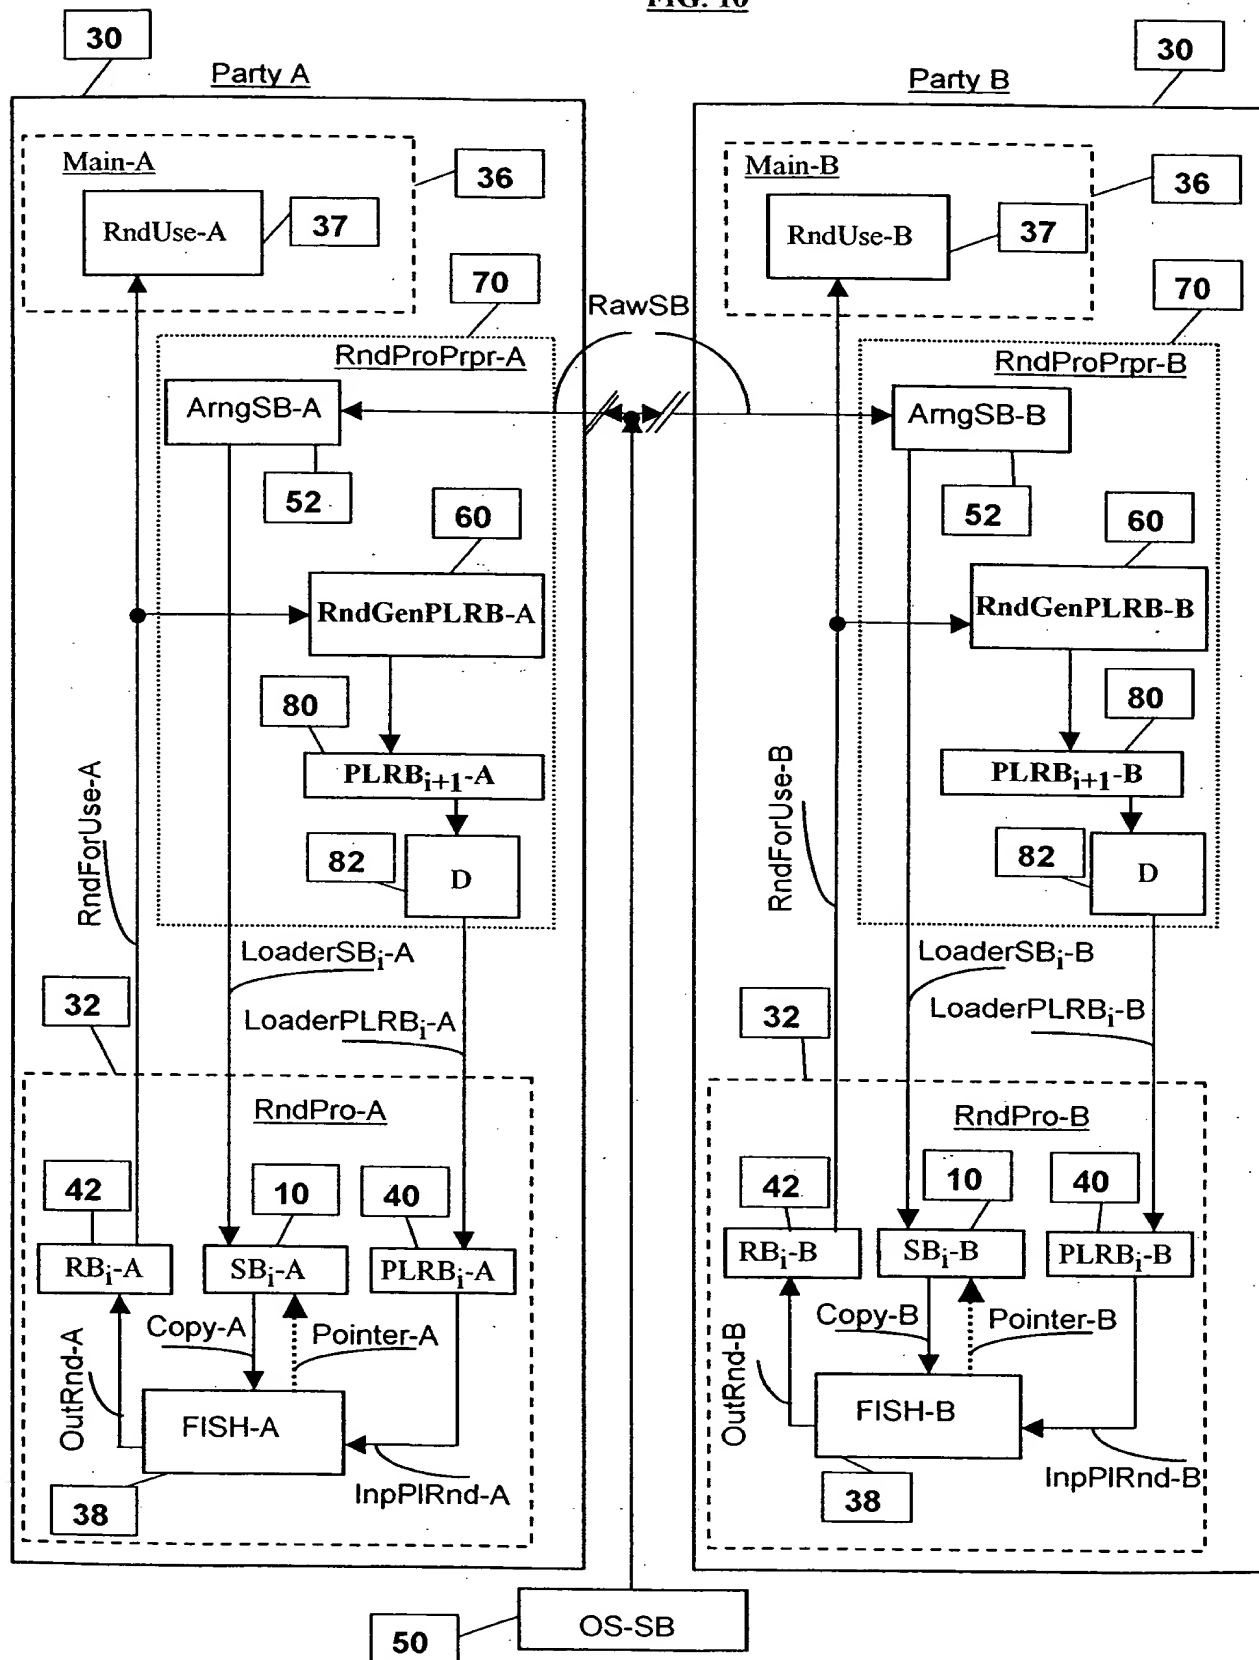 FIG. 10
30
Party A
Main-A
36
RndUse-A
37
70
RndProPrpr-A
ArngSB-A
52
60
RndGenPLRB-A
80
PLRBi+1-A
82
D
RndForUse-A
LoaderSBi-A
32
LoaderPLRBi-A
RndPro-A
42
10
40
RBi-A
SBi-A
PLRBi-A
Copy-A
Pointer-A
OutRnd-A
FISH-A
InpPlRnd-A
38
RawSB
30
Party B
Main-B
36
RndUse-B
37
70
RndProPrpr-B
ArngSB-B
52
60
RndGenPLRB-B
80
PLRBi+1-B
82
D
RndForUse-B
LoaderSBi-B
32
LoaderPLRBi-B
RndPro-B
42
10
40
RBi-B
SBi-B
PLRBi-B
Copy-B
Pointer-B
OutRnd-B
FISH-B
InpPlRnd-B
38
OS-SB
50